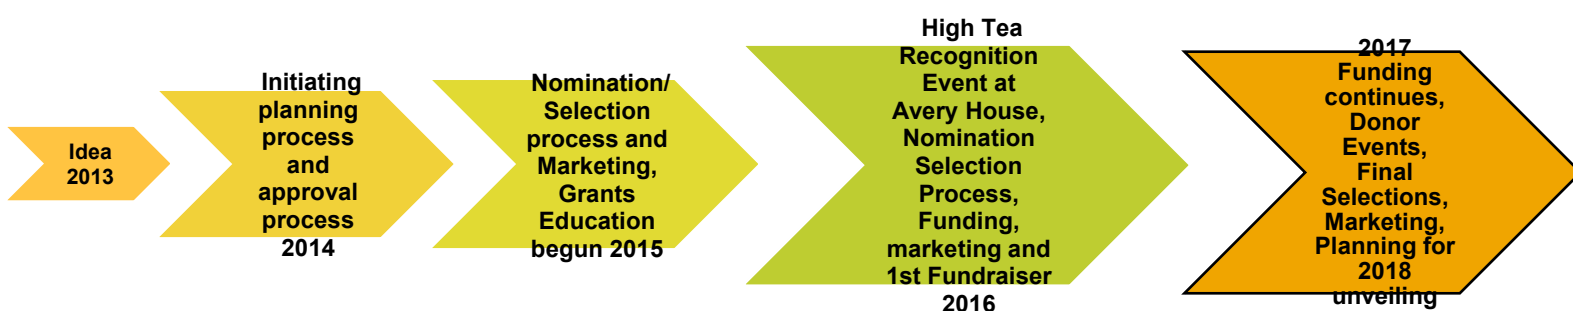 Idea
2013
Initiating
planning
process
and
approval
process
2014
Nomination/
Selection
process and
Marketing,
Grants
Education
begun 2015
High Tea
Recognition
Event at
Avery House,
Nomination
Selection
Process,
Funding,
marketing and
1st Fundraiser
2016
2017
Funding
continues,
Donor
Events,
Final
Selections,
Marketing,
Planning for
2018
unveiling